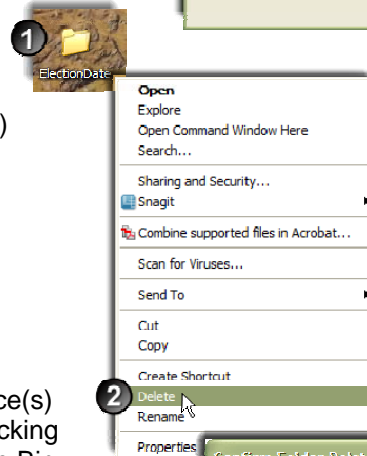 1
ElectionDate
)
Open
Explore
Open Command Window Here
Search...
Sharing and Security...
Snagit
Combine supported files in Acrobat...
Scan for Viruses...
Send To
Cut
Copy
Create Shortcut
ce(s)
2
Delete
cking
Rename
Properties